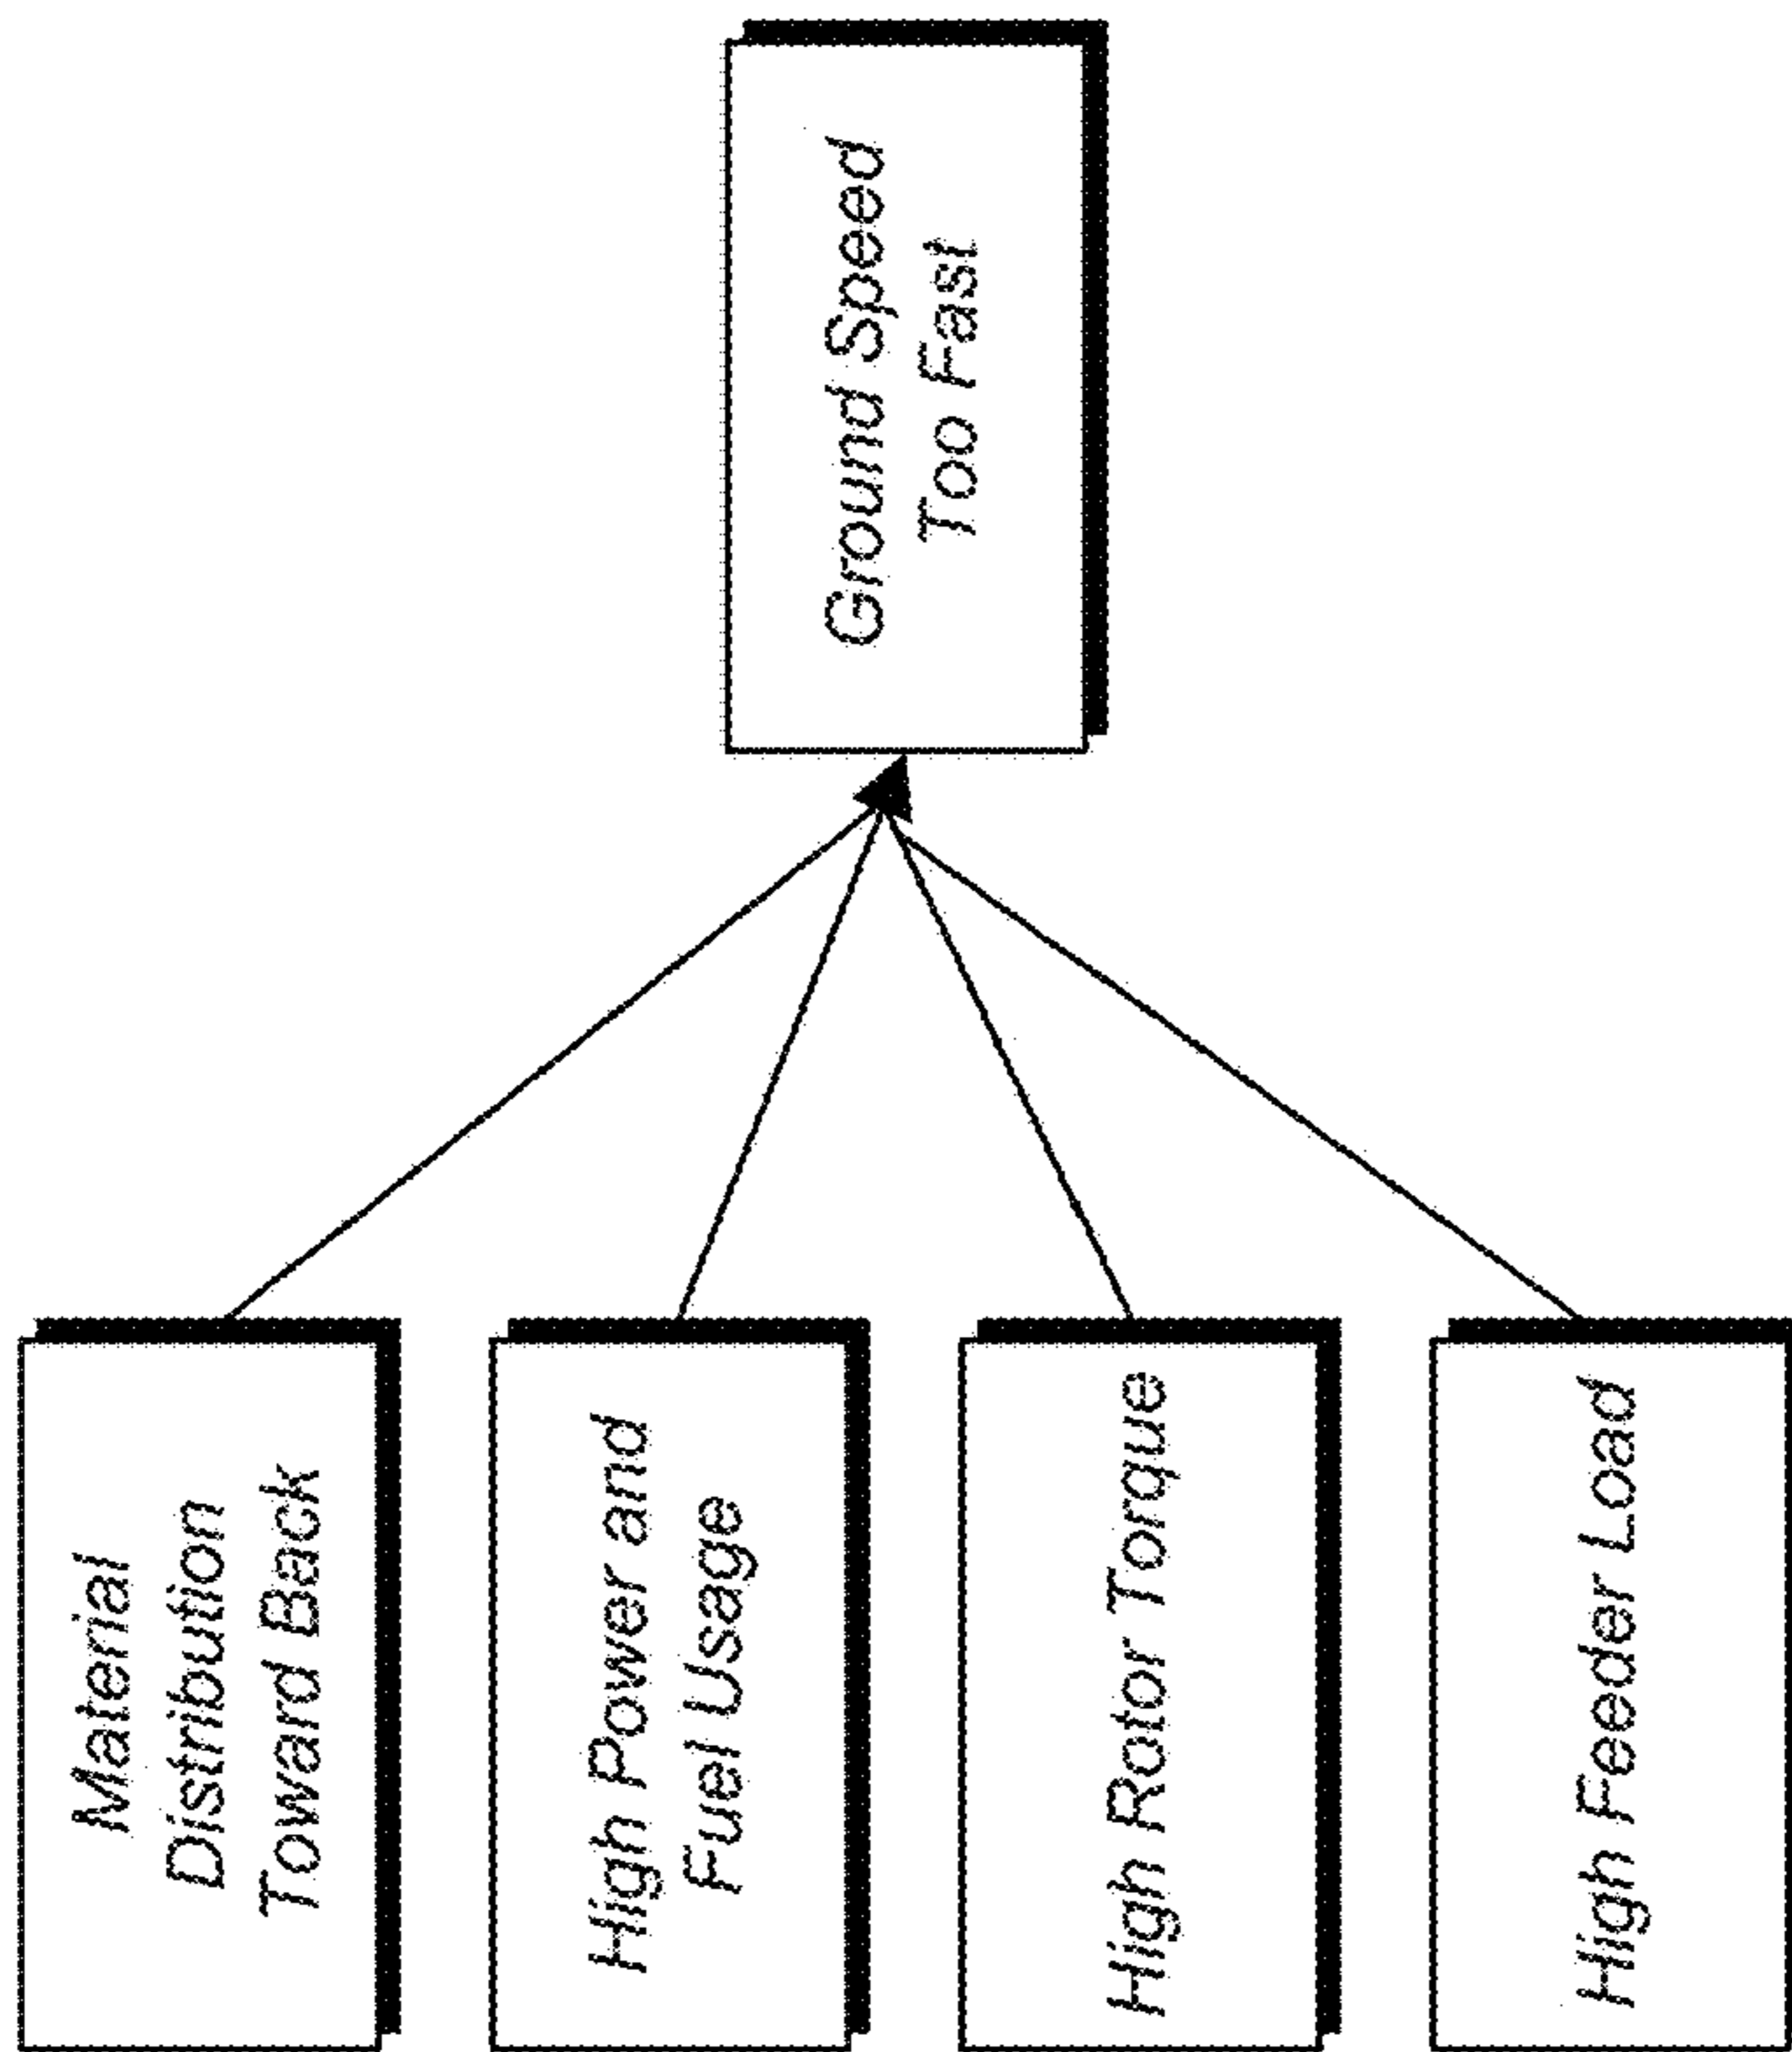 Material
Distribution
Toward Back
High Power and
Fuel Usage
High Rotor Torque
High Feeder Load
Ground Speed
Too Fast